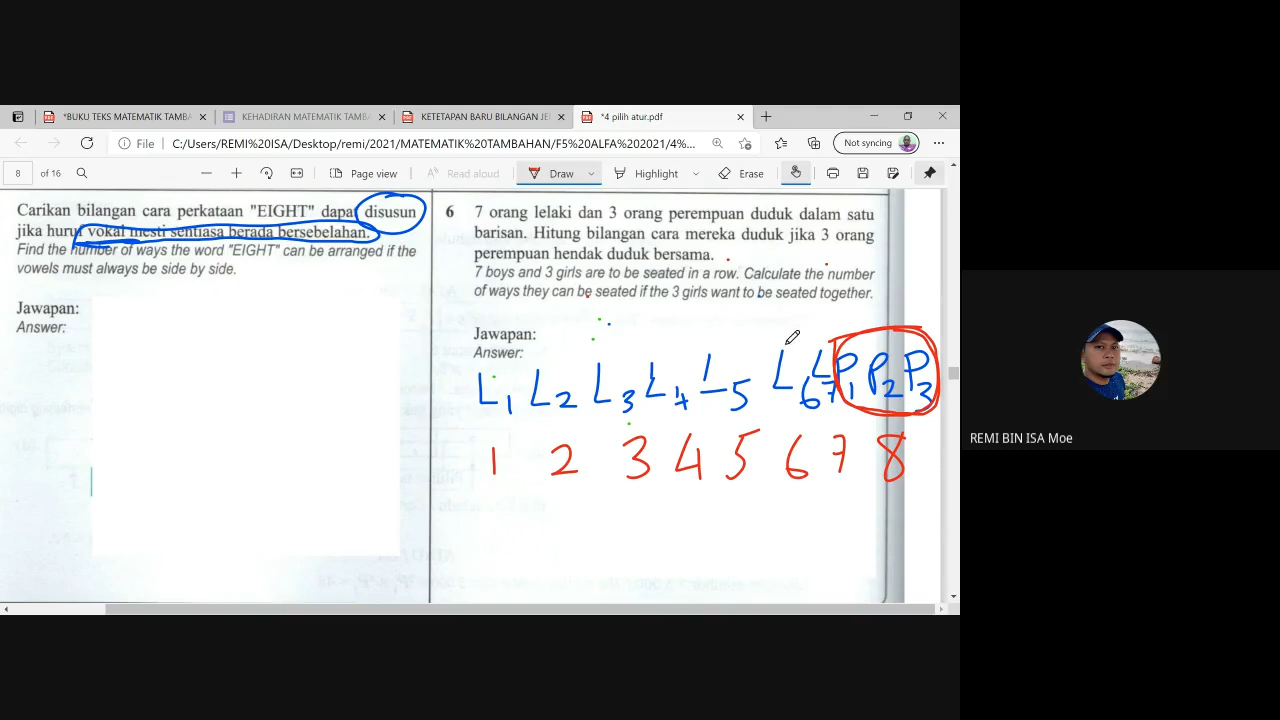 *BUKU TEKS MATEMATIK TAMBA
KEHADIRAN MATEMATIK TAMBA
KETETAPAN BARU BILANGAN JE
*4 pilih atur.pdf
File
C:/Users/REMI%20ISA/Desktop/remi/2021/MATEMATIK%20TAMBAHAN/F5%20ALFA%202021/4%...
Not syncing
8 of 16
Page view
Read aloud
Draw
Highlight
Erase
Carikan bilangan cara perkataan "EIGHT" dapat disusun
jika huruf vokal mesti sentiasa berada bersebelahan.
Find the number of ways the word "EIGHT" can be arranged if the
vowels must always be side by side.
Jawapan:
Answer:
6 7 orang lelaki dan 3 orang perempuan duduk dalam satu
barisan. Hitung bilangan cara mereka duduk jika 3 orang
perempuan hendak duduk bersama.
7 boys and 3 girls are to be seated in a row. Calculate the number
of ways they can be seated if the 3 girls want to be seated together.
Jawapan:
Answer:
L1 L2 L3 L4 L5 L6 L7 P1 P2 P3
1 2 3 4 5 6 7 8
REMI BIN ISA Moe